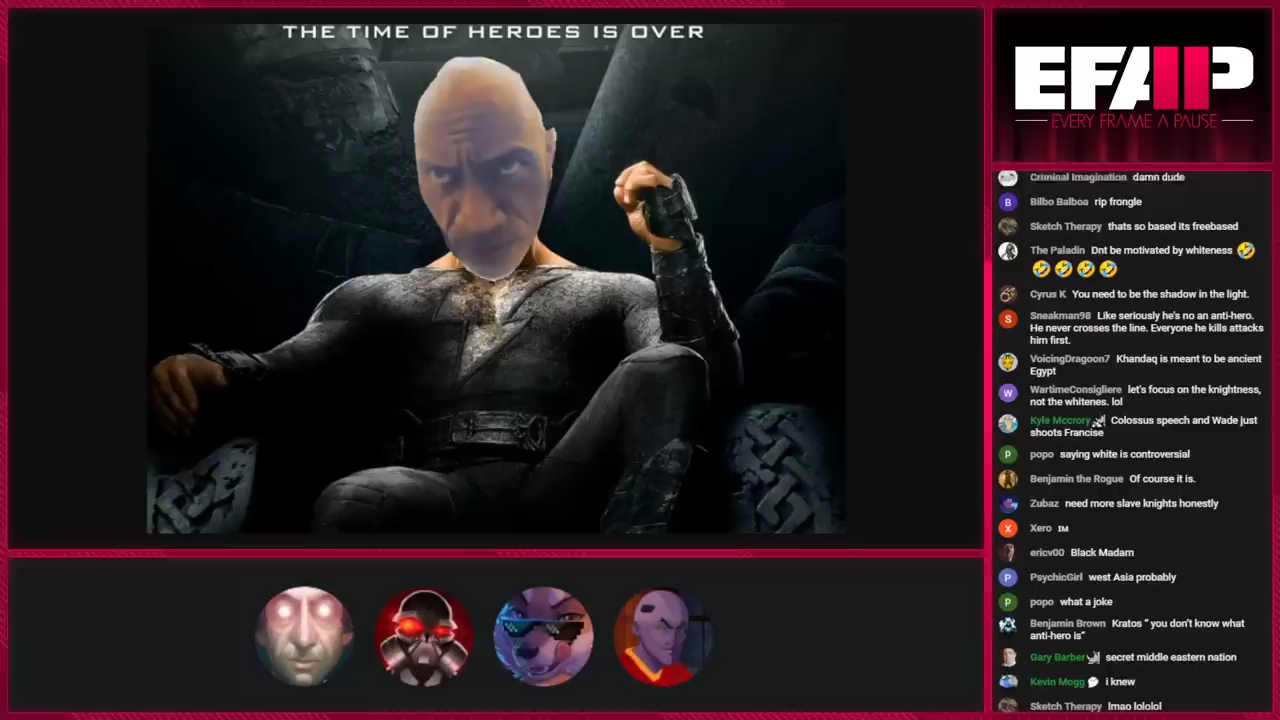 THE TIME OF HEROES IS OVER
EFAP
EVERY FRAME A PAUSE
Criminal Imagination damn dude
B Bilbo Balboa rip frongle
Sketch Therapy thats so based its freebased
The Paladin Dnt be motivated by whiteness 🤣
🤣 🤣 🤣 🤣
Cyrus K You need to be the shadow in the light.
S Sneakman98 Like seriously he's no an anti-hero.
He never crosses the line. Everyone he kills attacks
him first.
VoicingDragoon7 Khandaq is meant to be ancient
Egypt
W WartimeConsigliere let's focus on the knightness,
not the whitenes. lol
Kyle Mccrory Colossus speech and Wade just
shoots Francise
P popo saying white is controversial
Benjamin the Rogue Of course it is.
Zubaz need more slave knights honestly
X Xero IM
ericv00 Black Madam
P PsychicGirl west Asia probably
P popo what a joke
Benjamin Brown Kratos “ you don’t know what
anti-hero is”
Gary Barber secret middle eastern nation
Kevin Mogg i knew
Sketch Therapy lmao lololol